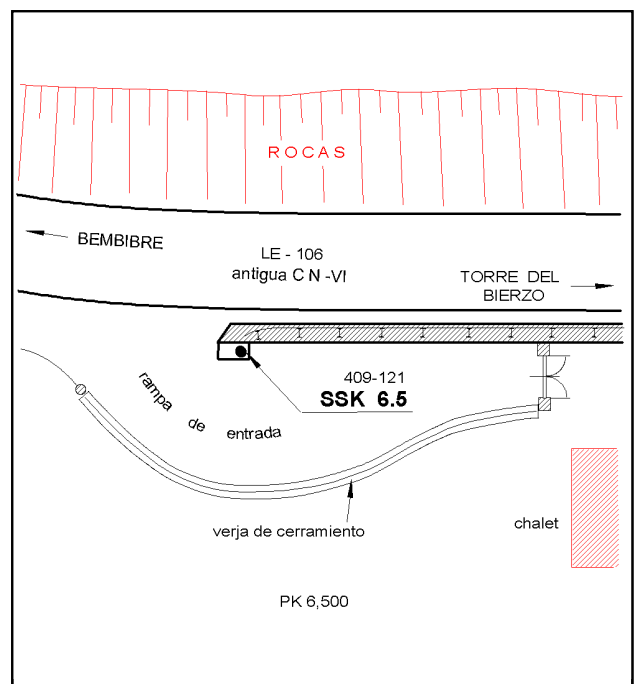 ROCAS
BEMBIBRE
LE - 106
antigua C N -VI
TORRE DEL
BIERZO
409-121
SSK 6.5
rampa de entrada
verja de cerramiento
chalet
PK 6,500